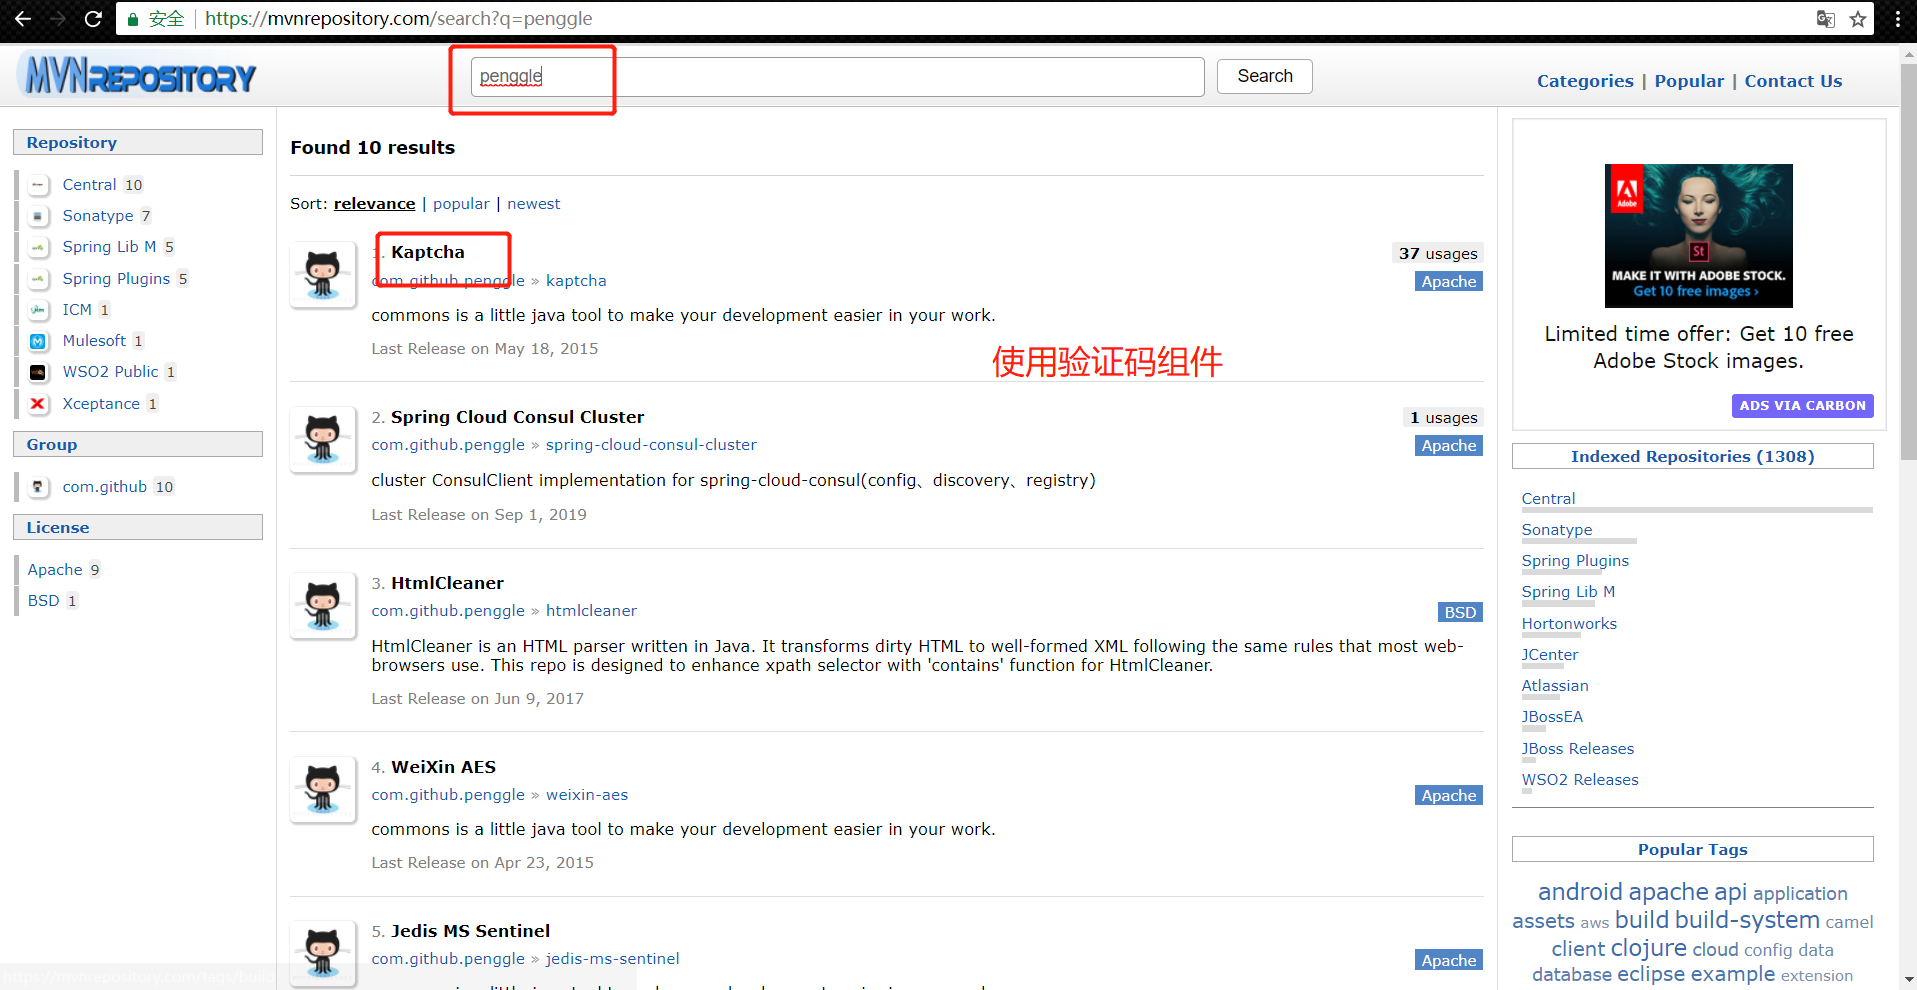 安全 https://mvnrepository.com/search?q=penggle
MVNREPOSITORY
penggle
Search
Categories | Popular | Contact Us
Repository
Central 10
Sonatype 7
Spring Lib M 5
Spring Plugins 5
ICM 1
Mulesoft 1
WSO2 Public 1
Xceptance 1
Group
com.github 10
License
Apache 9
BSD 1
Found 10 results
Sort: relevance | popular | newest
1. Kaptcha
37 usages
com.github.penggle » kaptcha
Apache
commons is a little java tool to make your development easier in your work.
Last Release on May 18, 2015
使用验证码组件
2. Spring Cloud Consul Cluster
1 usages
com.github.penggle » spring-cloud-consul-cluster
Apache
cluster ConsulClient implementation for spring-cloud-consul(config、discovery、registry)
Last Release on Sep 1, 2019
3. HtmlCleaner
com.github.penggle » htmlcleaner
BSD
HtmlCleaner is an HTML parser written in Java. It transforms dirty HTML to well-formed XML following the same rules that most web-
browsers use. This repo is designed to enhance xpath selector with 'contains' function for HtmlCleaner.
Last Release on Jun 9, 2017
4. WeiXin AES
com.github.penggle » weixin-aes
Apache
commons is a little java tool to make your development easier in your work.
Last Release on Apr 23, 2015
5. Jedis MS Sentinel
com.github.penggle » jedis-ms-sentinel
Apache
Adobe
St
MAKE IT WITH ADOBE STOCK.
Get 10 free images ›
Limited time offer: Get 10 free
Adobe Stock images.
ADS VIA CARBON
Indexed Repositories (1308)
Central
Sonatype
Spring Plugins
Spring Lib M
Hortonworks
JCenter
Atlassian
JBossEA
JBoss Releases
WSO2 Releases
Popular Tags
android apache api application
assets aws build build-system camel
client clojure cloud config data
database eclipse example extension